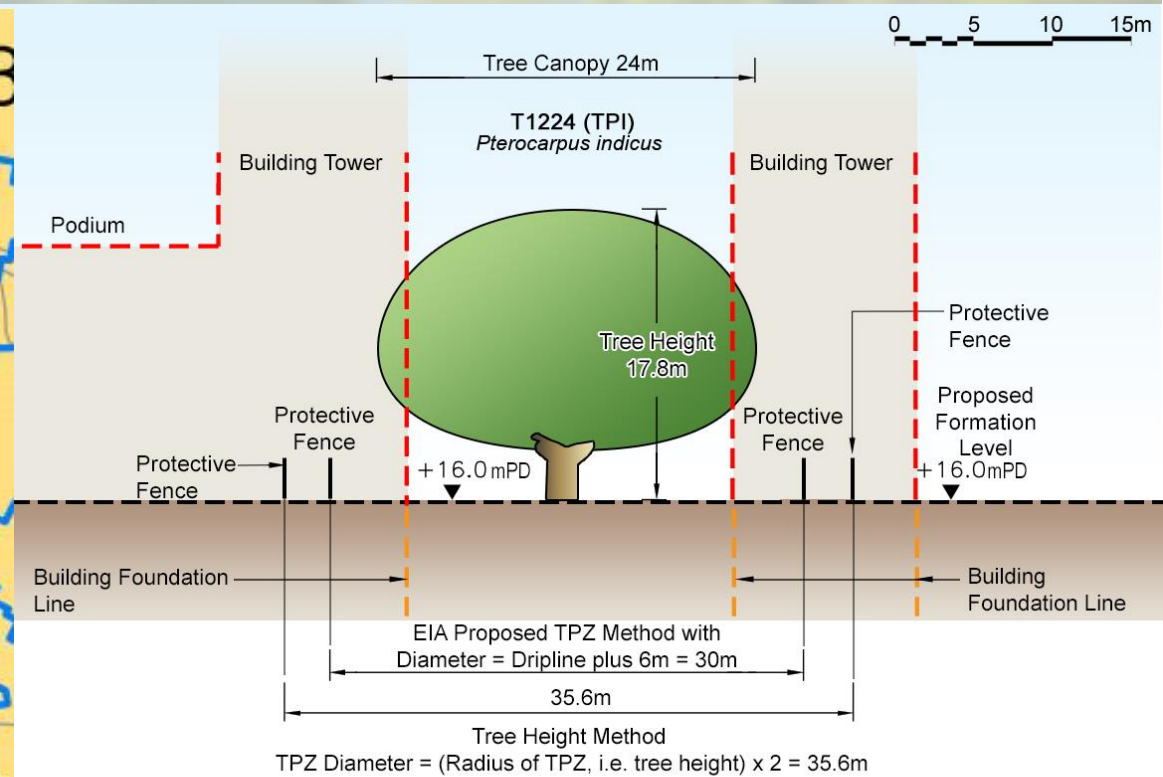 0 5 10 15m
Tree Canopy 24m
T1224 (TPI)
Pterocarpus indicus
Building Tower
Building Tower
Podium
Tree Height
17.8m
Protective
Fence
Protective
Fence
Protective
Fence
Protective
Fence
Proposed
Formation
Level
+16.0mPD
+16.0mPD
Building Foundation
Line
Building
Foundation Line
EIA Proposed TPZ Method with
Diameter = Dripline plus 6m = 30m
35.6m
Tree Height Method
TPZ Diameter = (Radius of TPZ, i.e. tree height) x 2 = 35.6m